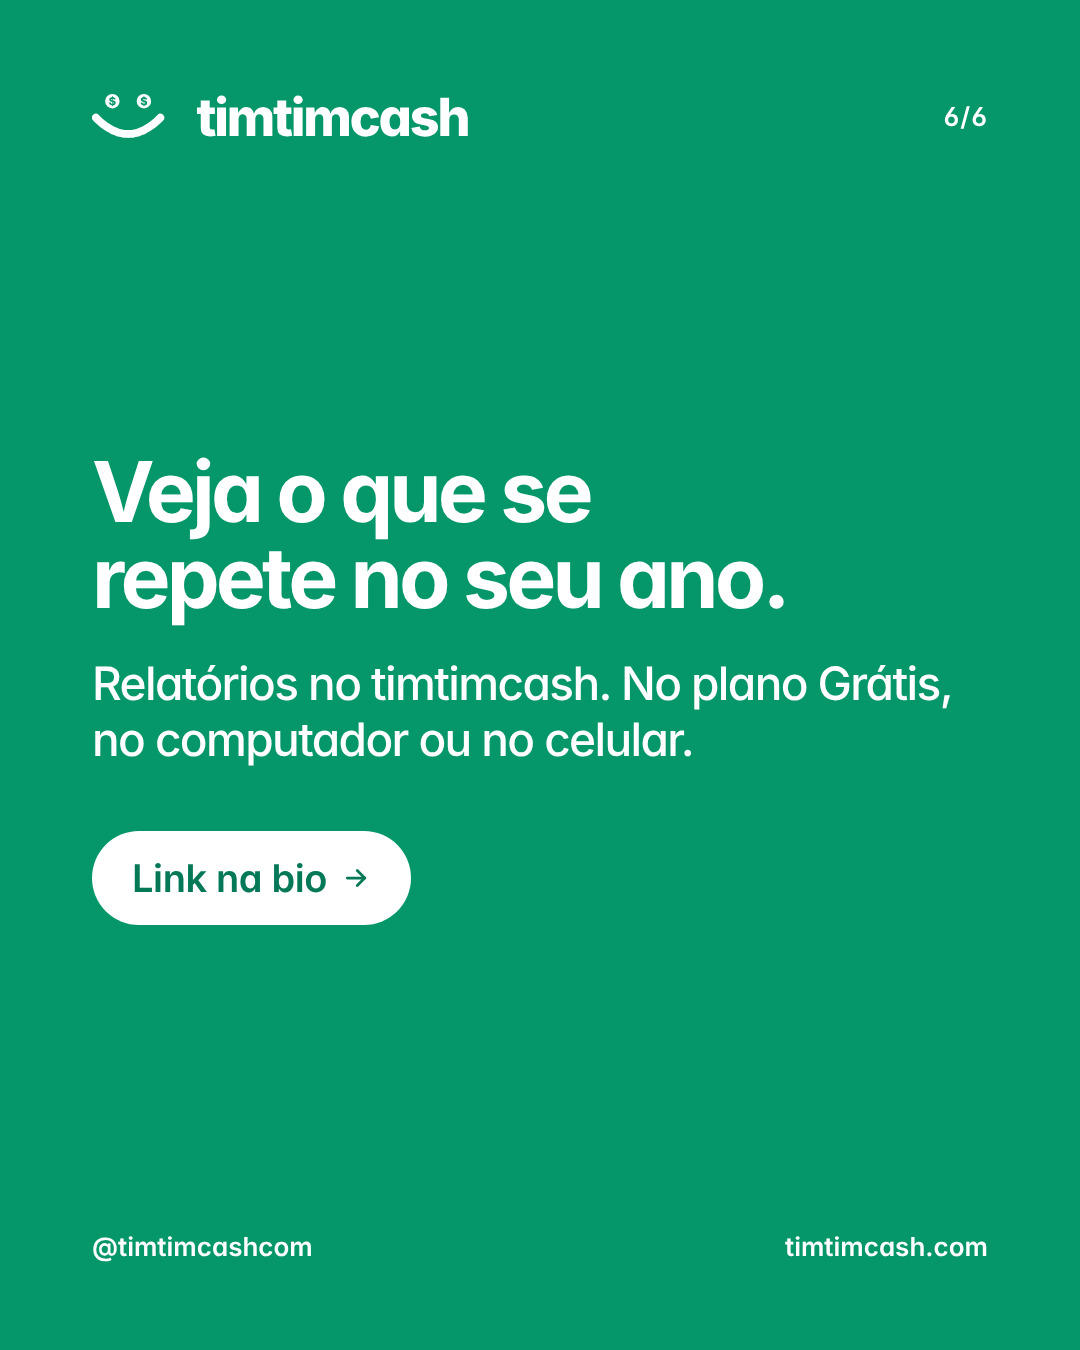 timtimcash
6/6
Veja o que se
repete no seu ano.
Relatórios no timtimcash. No plano Grátis,
no computador ou no celular.
Link na bio →
@timtimcashcom
timtimcash.com